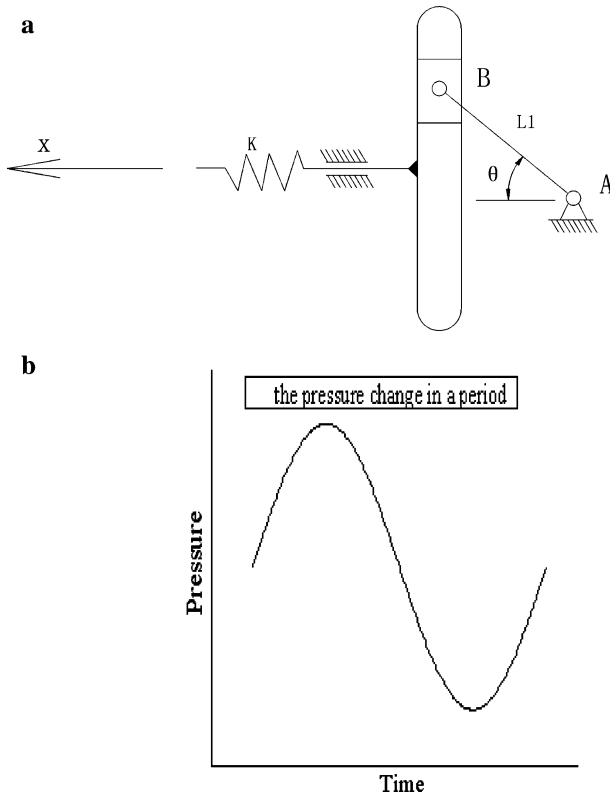 a
X
K
B
L1
θ
A
b
the pressure change in a period
Pressure
Time